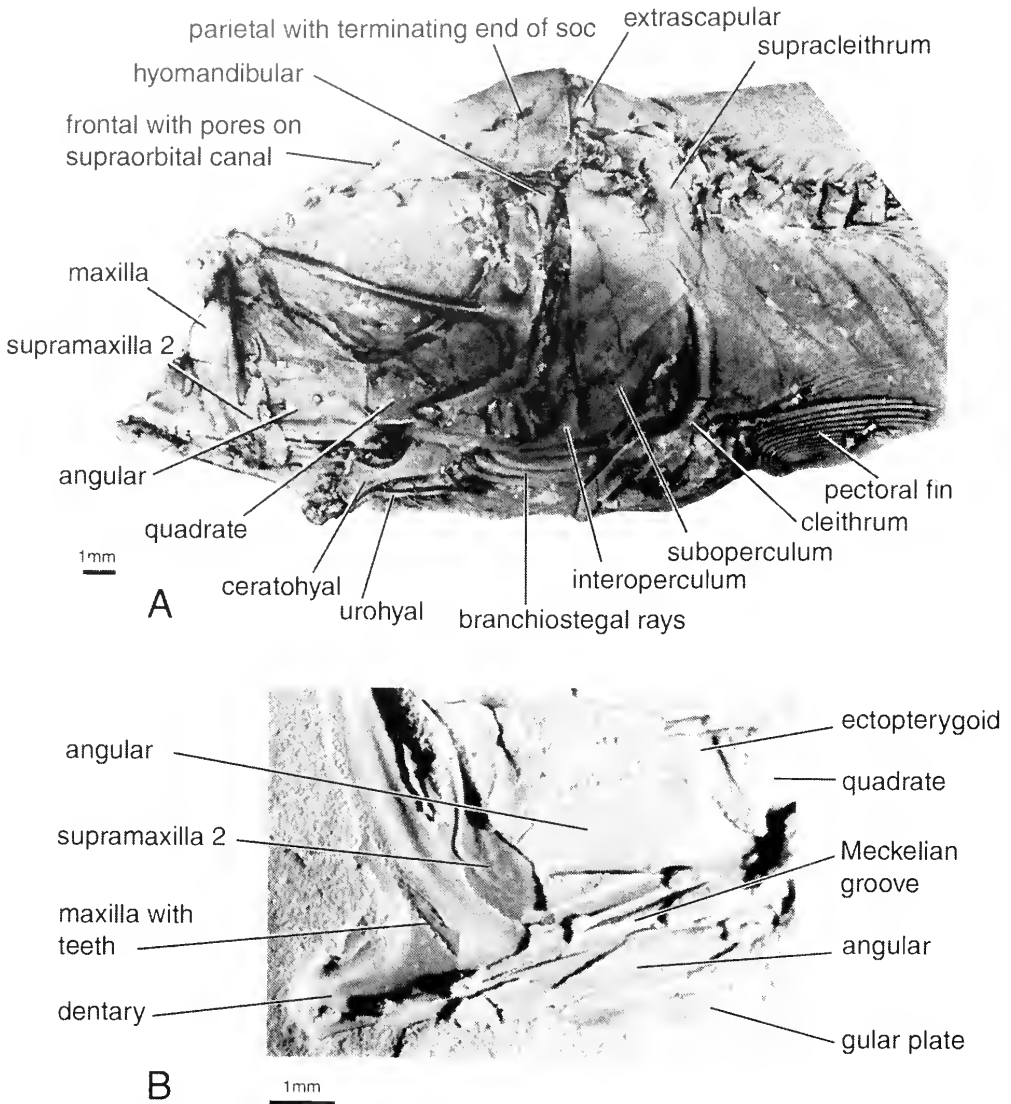 parietal with terminating end of soc
extrascapular
supracleithrum
hyomandibular
frontal with pores on
supraorbital canal
maxilla
supramaxilla 2
angular
quadrate
pectoral fin
cleithrum
suboperculum
interoperculum
ceratohyal
urohyal
branchiostegal rays
1mm
A
angular
supramaxilla 2
maxilla with
teeth
dentary
ectopterygoid
quadrate
Meckelian
groove
angular
gular plate
B
1mm